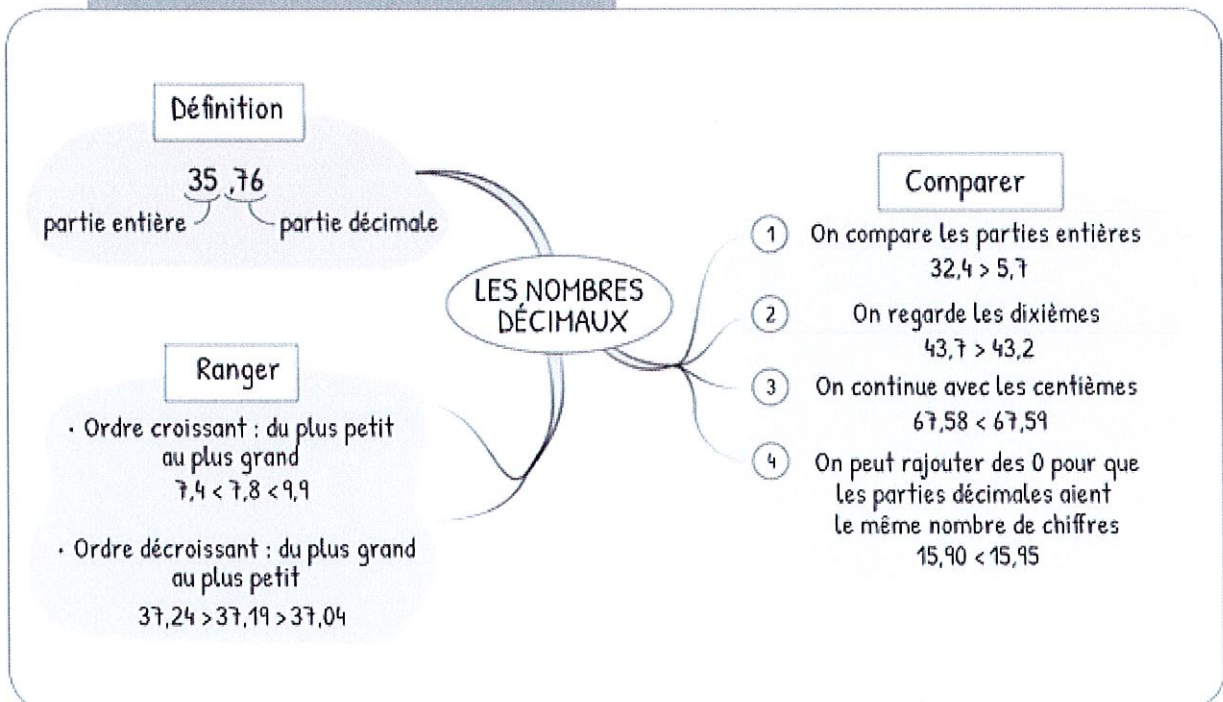 Définition
35 ,76
partie entière
partie décimale
LES NOMBRES
DÉCIMAUX
Ranger
· Ordre croissant : du plus petit
au plus grand
7,4 < 7,8 < 9,9
· Ordre décroissant : du plus grand
au plus petit
37,24 > 37,19 > 37,04
Comparer
1 On compare les parties entières
32,4 > 5,7
2 On regarde les dixièmes
43,7 > 43,2
3 On continue avec les centièmes
67,58 < 67,59
4 On peut rajouter des 0 pour que
les parties décimales aient
le même nombre de chiffres
15,90 < 15,95